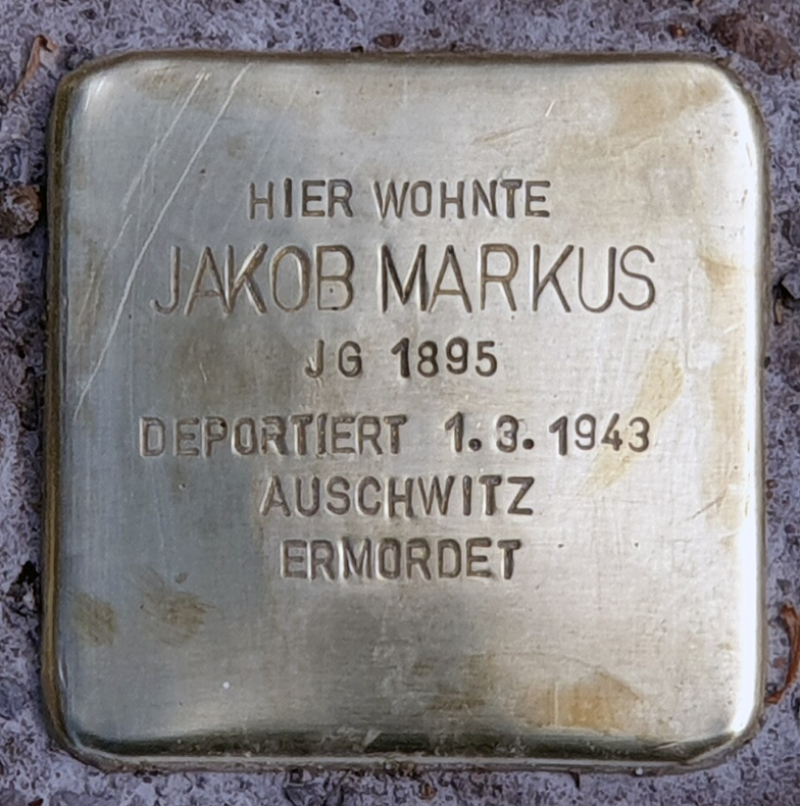 HIER WOHNTE
JAKOB MARKUS
JG 1895
DEPORTIERT 1.3.1943
AUSCHWITZ
ERMORDET